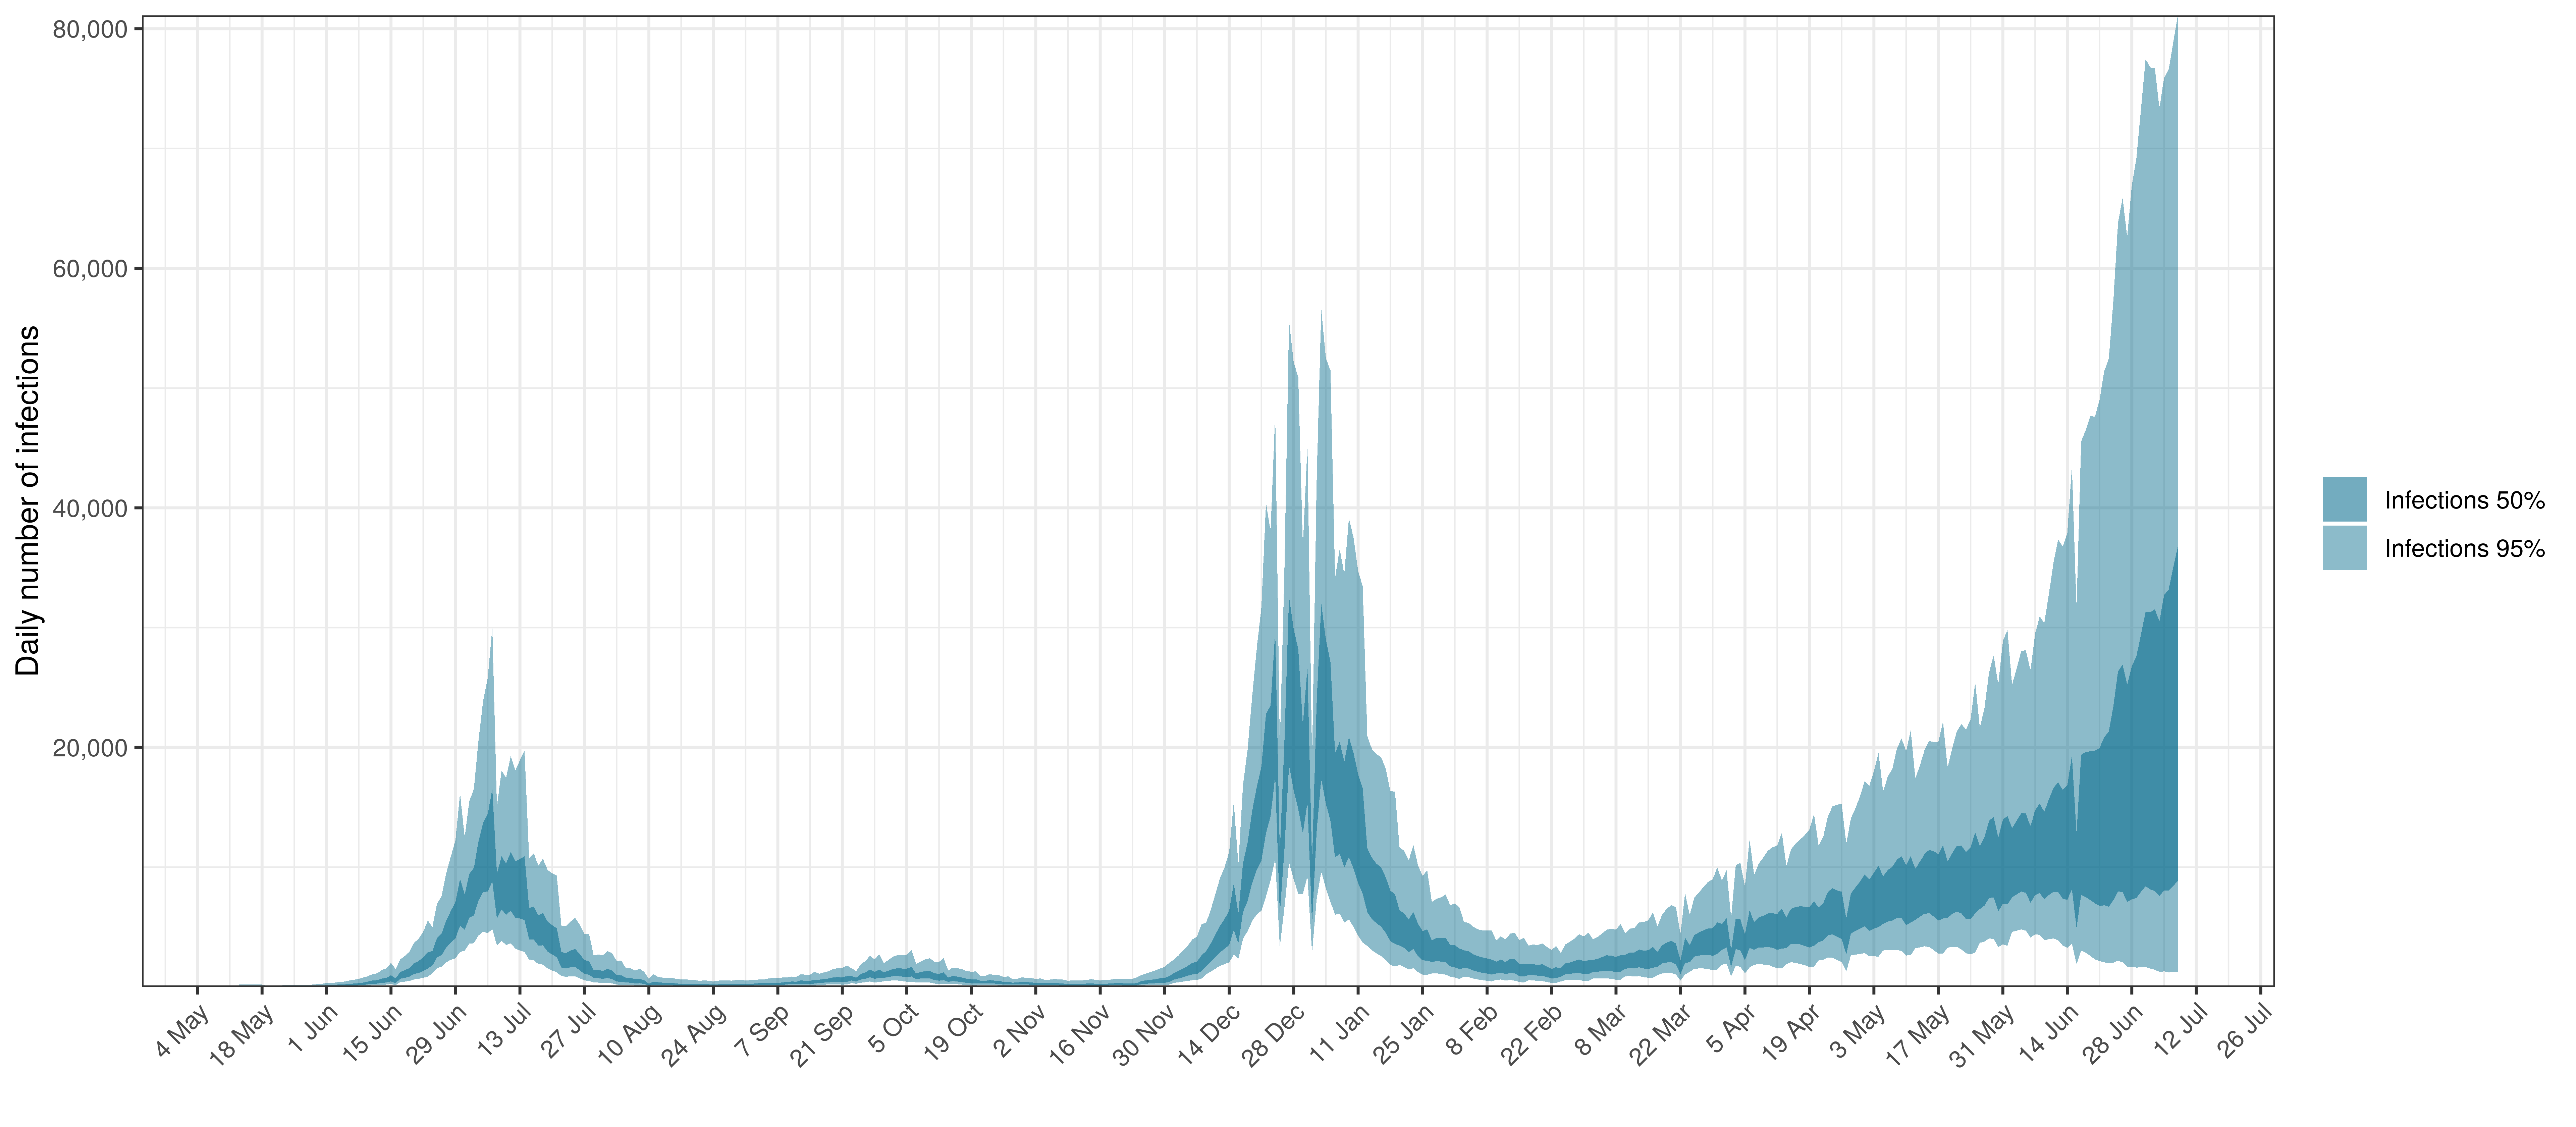 Daily number of infections
80,000
60,000
40,000
20,000
4 May
18 May
1 Jun
15 Jun
29 Jun
13 Jul
27 Jul
10 Aug
24 Aug
7 Sep
21 Sep
5 Oct
19 Oct
2 Nov
16 Nov
30 Nov
14 Dec
28 Dec
11 Jan
25 Jan
8 Feb
22 Feb
8 Mar
22 Mar
5 Apr
19 Apr
3 May
17 May
31 May
14 Jun
28 Jun
12 Jul
26 Jul
Infections 50%
Infections 95%